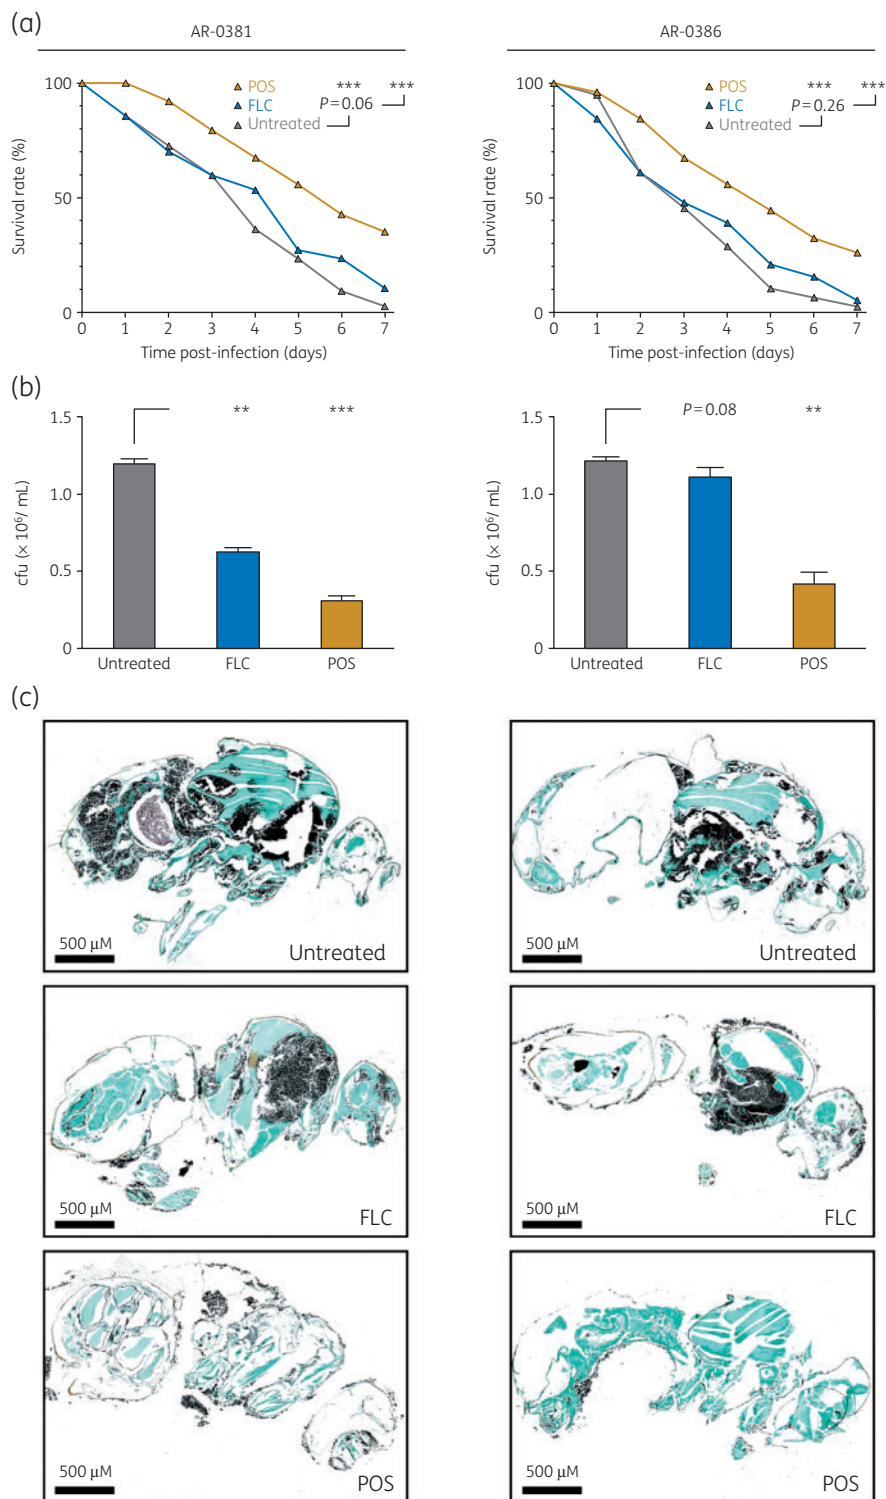 (a)
AR-0381
AR-0386
100
50
0
Survival rate (%)
POS
FLC
Untreated
***
P = 0.06
***
0 1 2 3 4 5 6 7
Time post-infection (days)
100
50
0
Survival rate (%)
POS
FLC
Untreated
***
P = 0.26
***
0 1 2 3 4 5 6 7
Time post-infection (days)
(b)
1.5
1.0
0.5
0
cfu (× 10⁶/ mL)
**
***
Untreated FLC POS
1.5
1.0
0.5
0
cfu (× 10⁶/ mL)
P = 0.08
**
Untreated FLC POS
(c)
500 µM
Untreated
500 µM
Untreated
500 µM
FLC
500 µM
FLC
500 µM
POS
500 µM
POS